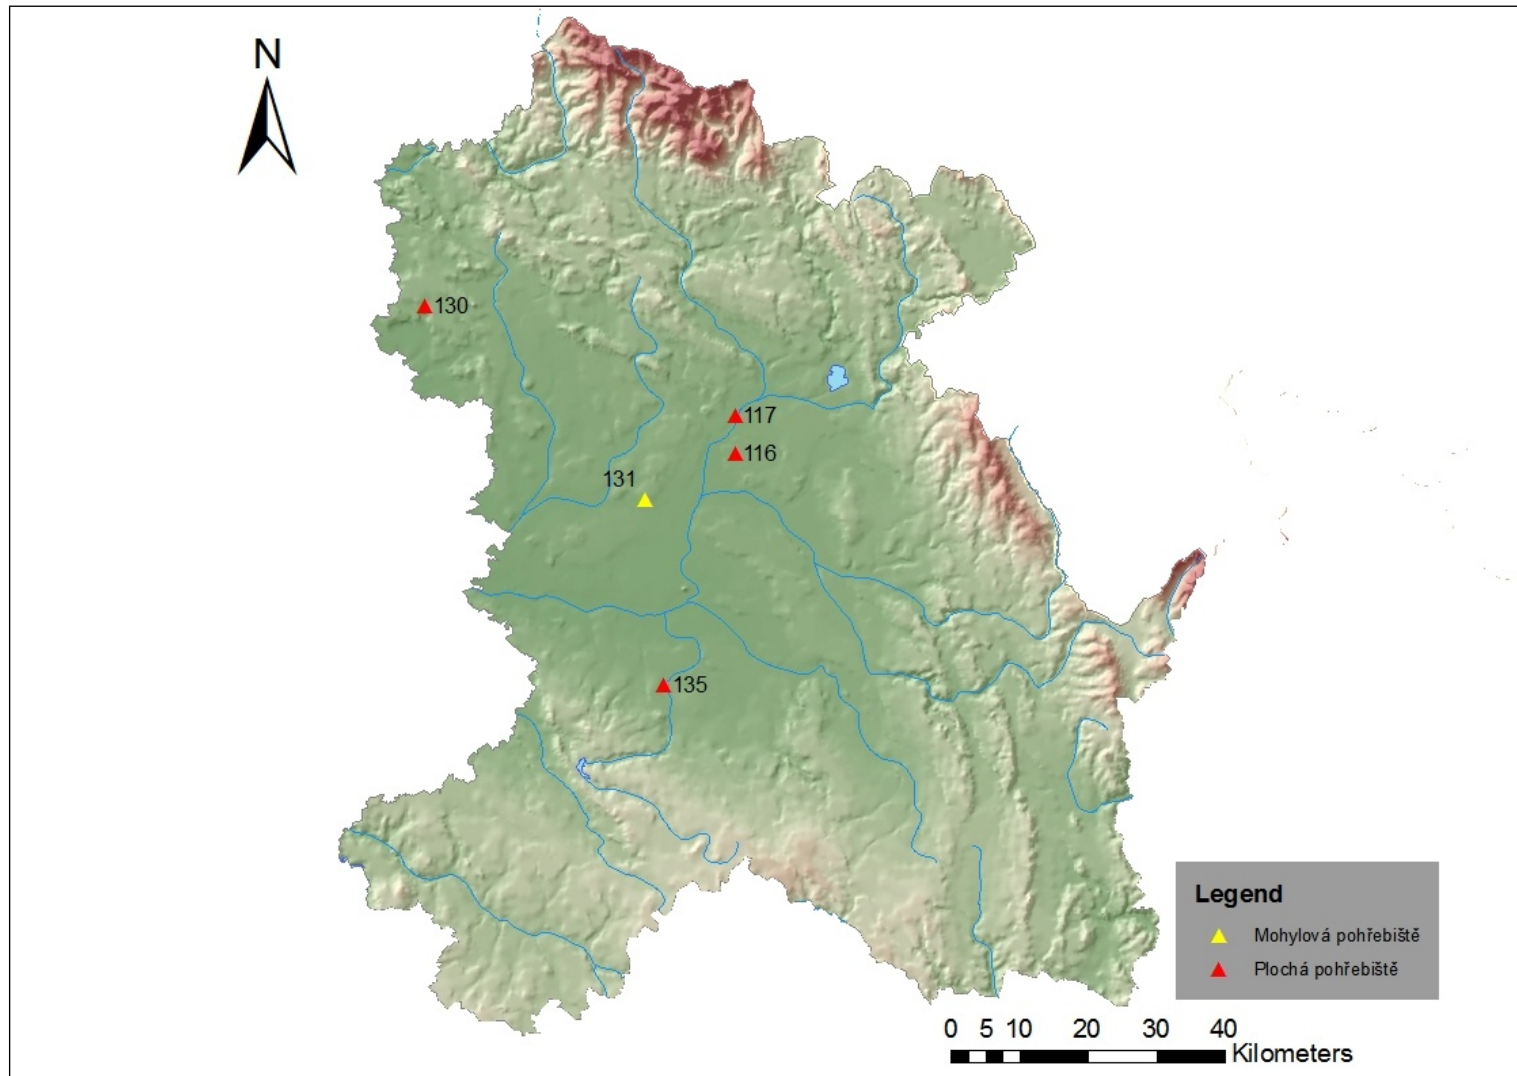 N
130
117
116
131
135
Legend
Mohylová pohřebiště
Plochá pohřebiště
0 5 10 20 30 40
Kilometers